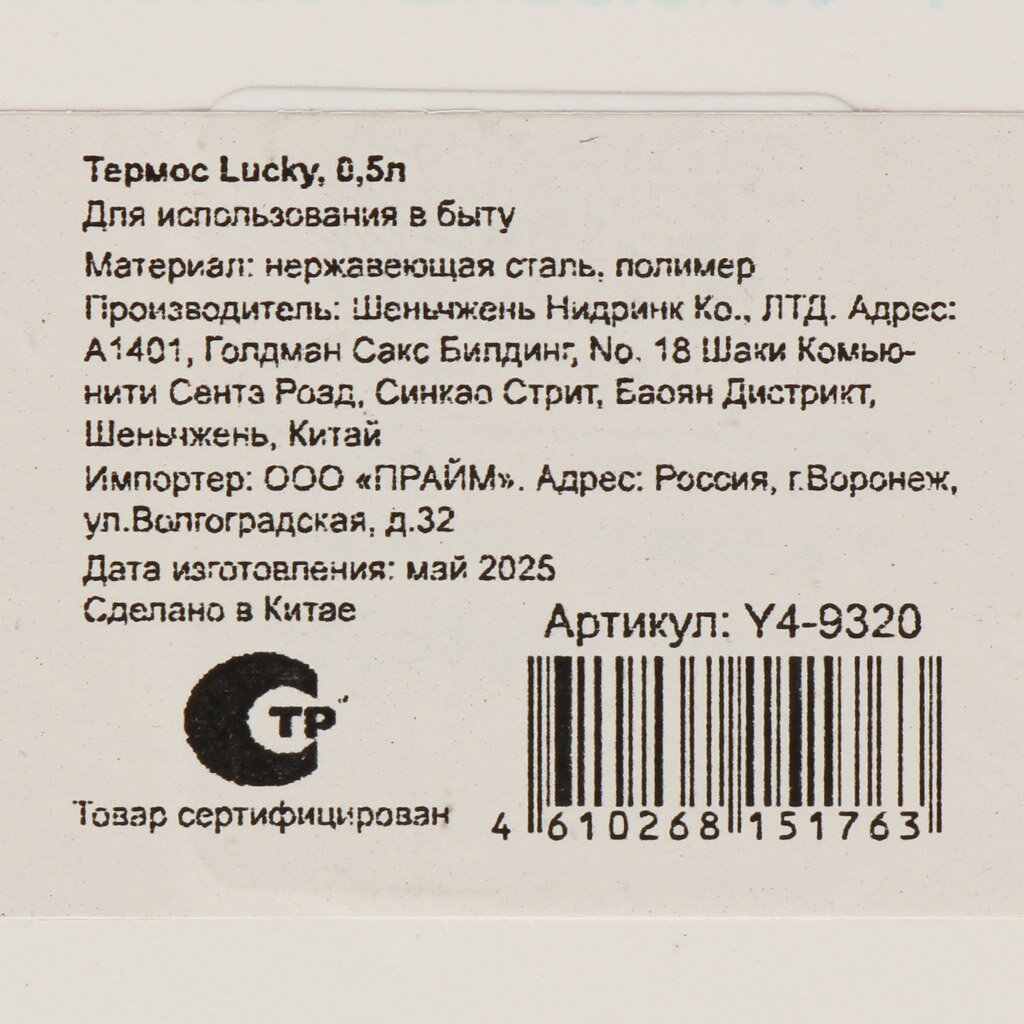 Термос Lucky, 0,5л
Для использования в быту
Материал: нержавеющая сталь, полимер
Производитель: Шеньчжень Нидринк Ко., ЛТД. Адрес:
А1401, Голдман Сакс Билдинг, No. 18 Шаки Комью-
нити Сентэ Розд, Синкао Стрит, Баоян Дистрикт,
Шеньчжень, Китай
Импортер: ООО «ПРАЙМ». Адрес: Россия, г.Воронеж,
ул.Волгоградская, д.32
Дата изготовления: май 2025
Сделано в Китае
Артикул: Y4-9320
ТР
Товар сертифицирован
4 610268 151763